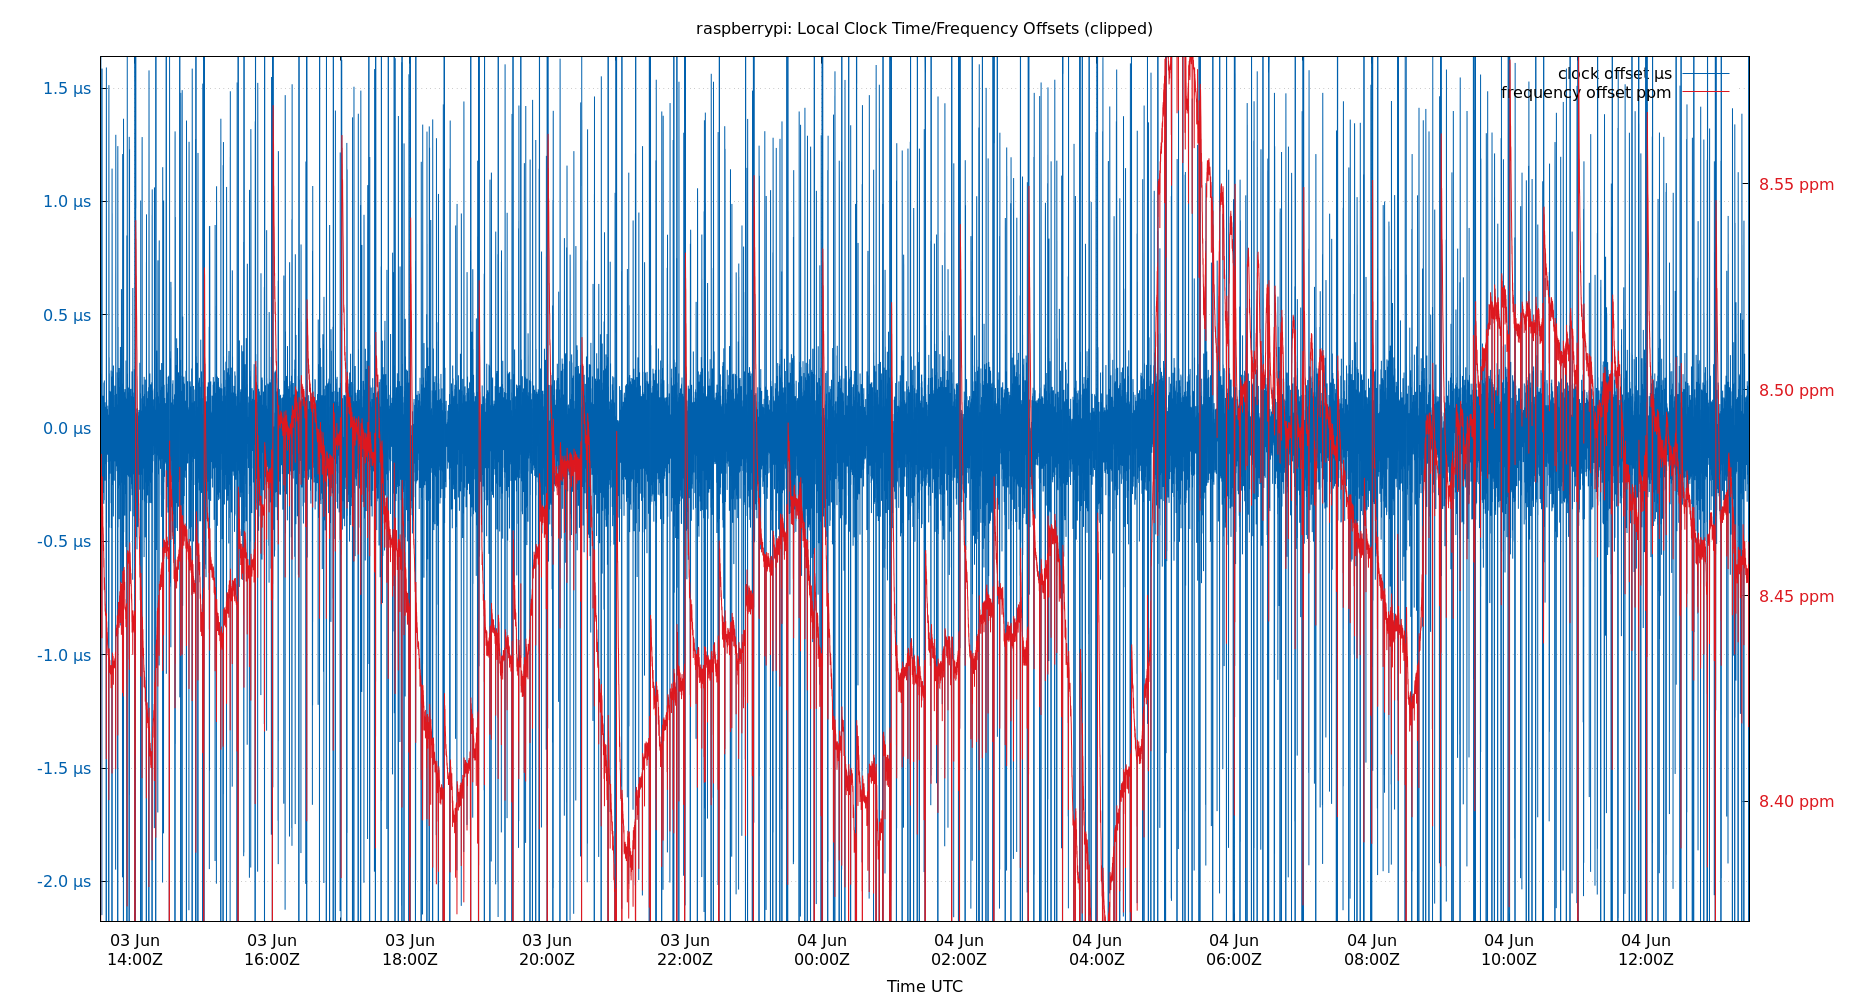 raspberrypi: Local Clock Time/Frequency Offsets (clipped)
clock offset µs
frequency offset ppm
1.5 µs
1.0 µs
0.5 µs
0.0 µs
-0.5 µs
-1.0 µs
-1.5 µs
-2.0 µs
8.55 ppm
8.50 ppm
8.45 ppm
8.40 ppm
03 Jun 03 Jun 03 Jun 03 Jun 03 Jun 04 Jun 04 Jun 04 Jun 04 Jun 04 Jun 04 Jun 04 Jun
14:00Z 16:00Z 18:00Z 20:00Z 22:00Z 00:00Z 02:00Z 04:00Z 06:00Z 08:00Z 10:00Z 12:00Z
Time UTC